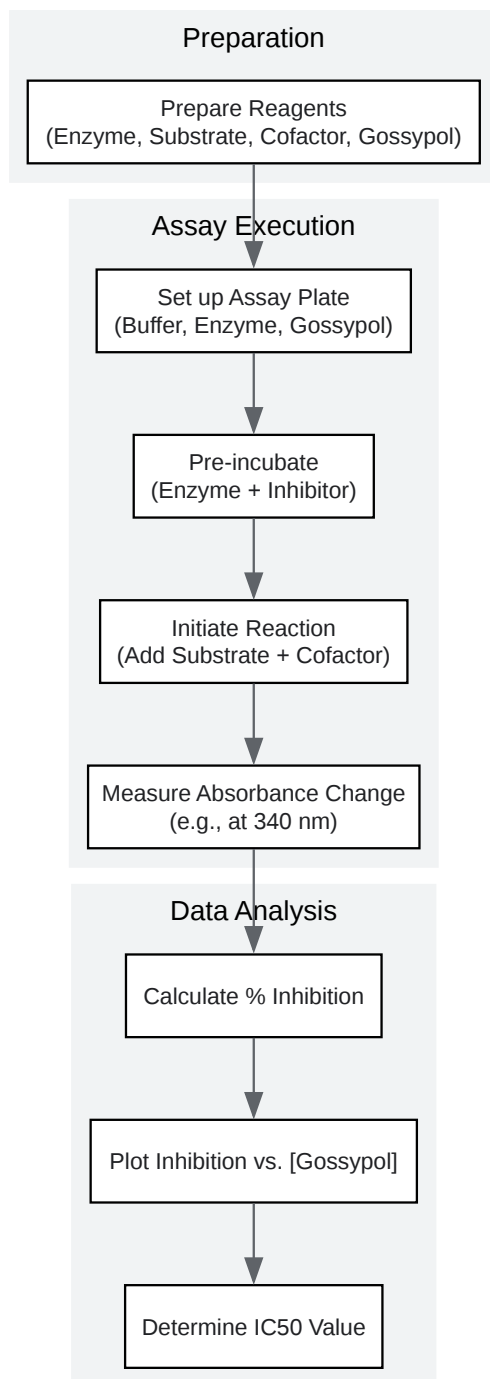 Preparation
Prepare Reagents
(Enzyme, Substrate, Cofactor, Gossypol)
Assay Execution
Set up Assay Plate
(Buffer, Enzyme, Gossypol)
Pre-incubate
(Enzyme + Inhibitor)
Initiate Reaction
(Add Substrate + Cofactor)
Measure Absorbance Change
(e.g., at 340 nm)
Data Analysis
Calculate % Inhibition
Plot Inhibition vs. [Gossypol]
Determine IC50 Value